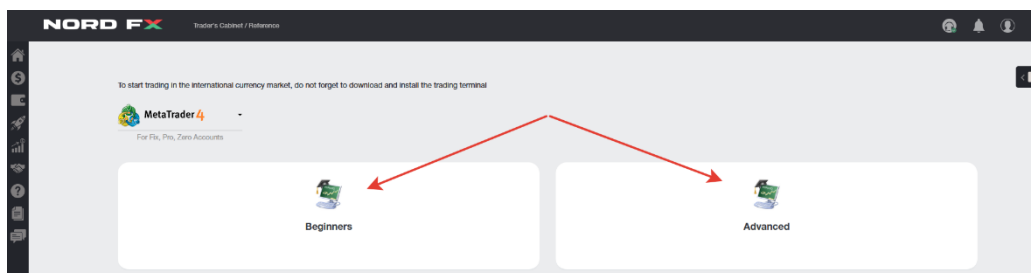 NORD FX
Trader's Cabinet / Reference
To start trading in the international currency market, do not forget to download and install the trading terminal
MetaTrader 4
For Fix, Pro, Zero Accounts
Beginners
Advanced